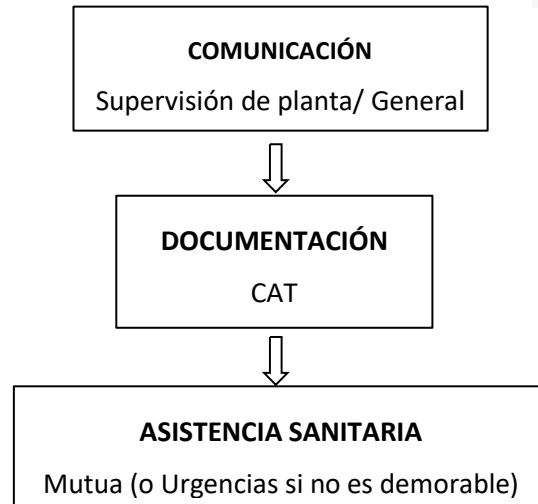 COMUNICACIÓN
Supervisión de planta/ General
DOCUMENTACIÓN
CAT
ASISTENCIA SANITARIA
Mutua (o Urgencias si no es demorable)